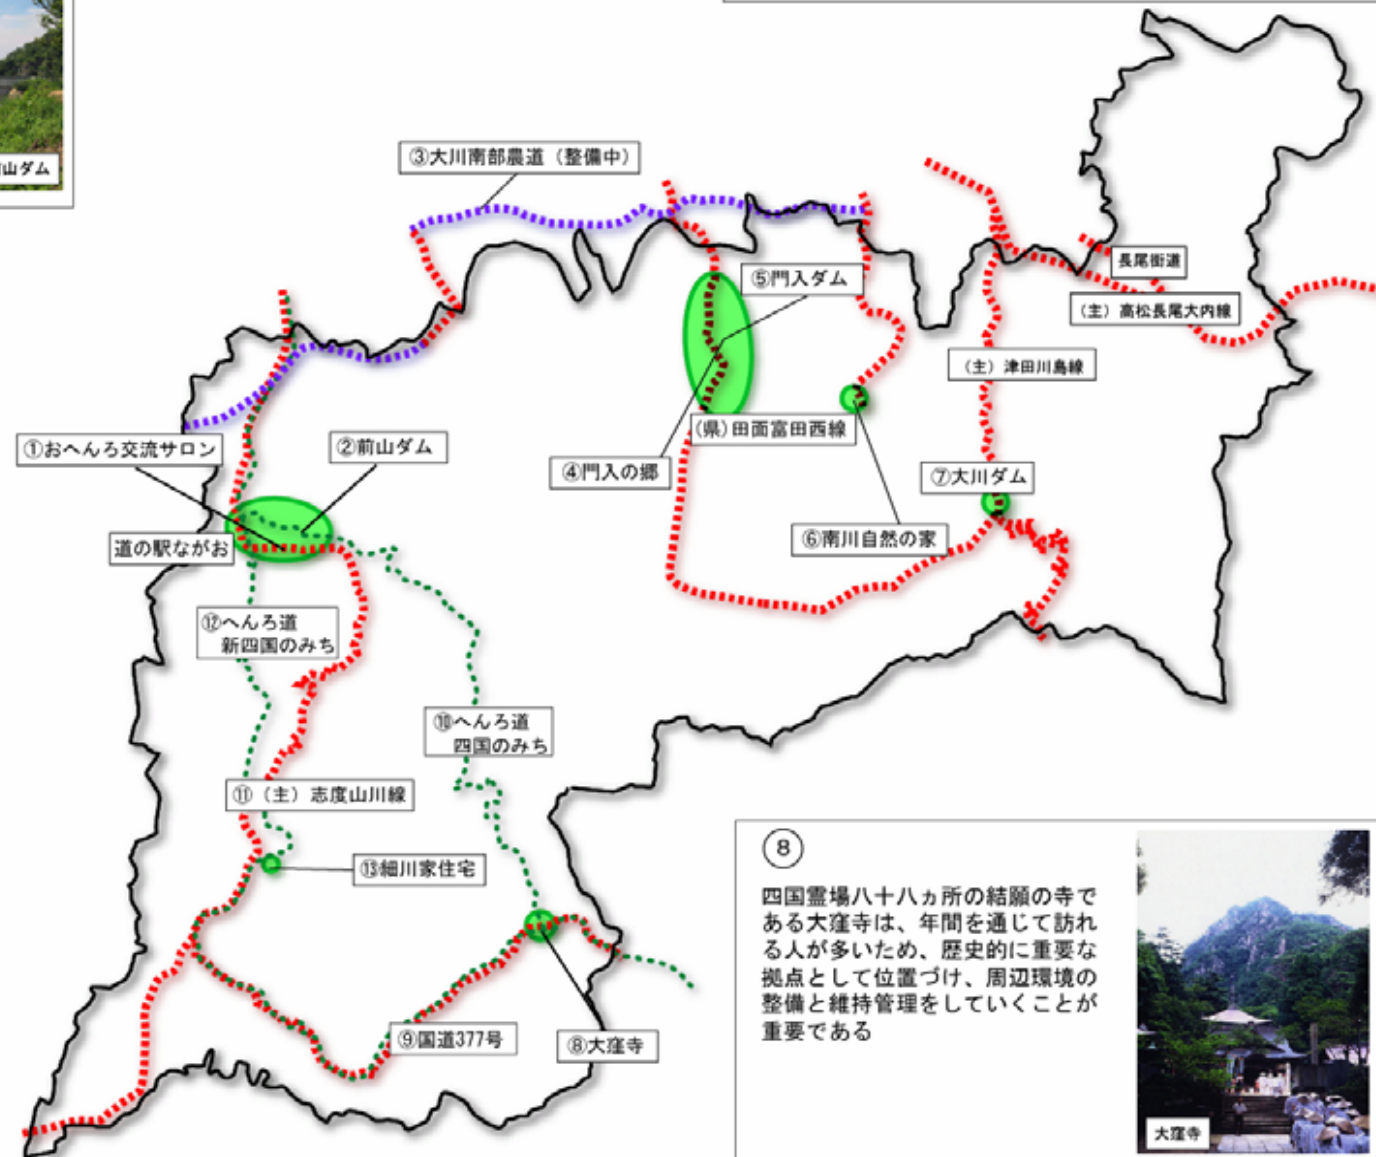 山ダム
③大川南部農道（整備中）
長尾街道
⑤門入ダム
（主）高松長尾大内線
（主）津田川島線
(県)田面富田西線
①おへんろ交流サロン
②前山ダム
④門入の郷
⑦大川ダム
⑥南川自然の家
道の駅ながお
⑫へんろ道
新四国のみち
⑩へんろ道
四国のみち
⑪（主）志度山川線
⑬細川家住宅
⑨国道377号
⑧大窪寺
⑧
四国霊場八十八ヵ所の結願の寺で
ある大窪寺は、年間を通じて訪れ
る人が多いため、歴史的に重要な
拠点として位置づけ、周辺環境の
整備と維持管理をしていくことが
重要である
大窪寺